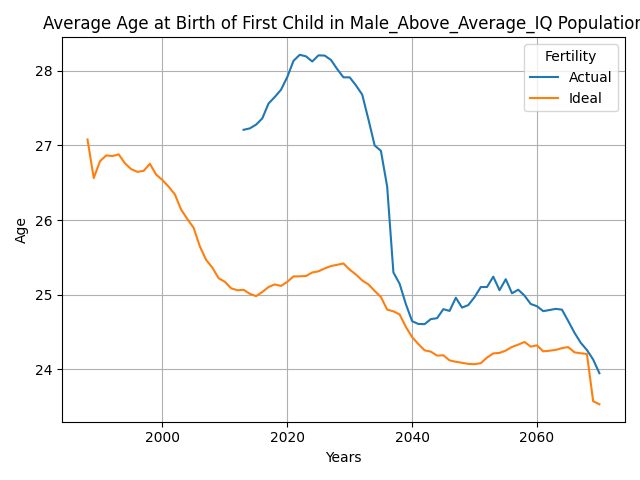 Average Age at Birth of First Child in Male_Above_Average_IQ Population
Fertility
Actual
Ideal
28
27
26
25
24
Age
2000
2020
2040
2060
Years